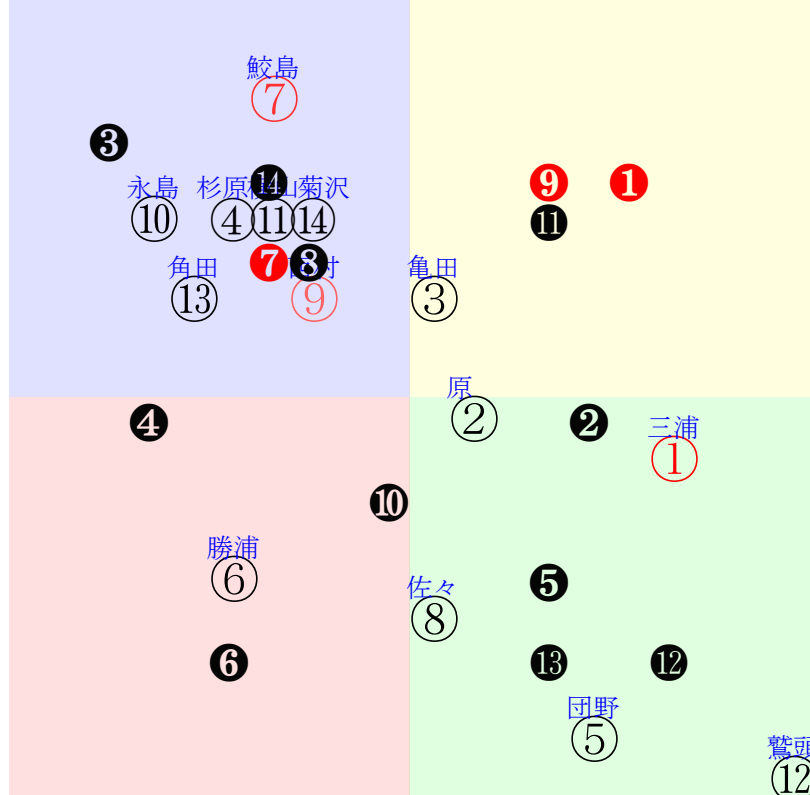 鮫島
⑦
❸
⓮
❾ ❶
永島 杉原 菊沢
⑩ ④ ⑪ ⑭
⓫
❼ ❽
角田 亀田
⑬ ⑨ ③
原
② ❷ 三浦
❹
①
❿
勝浦
⑥ ❺
佐々
⑧
❻ ⓭ ⓬
団野
⑤
鷲頭
⑫